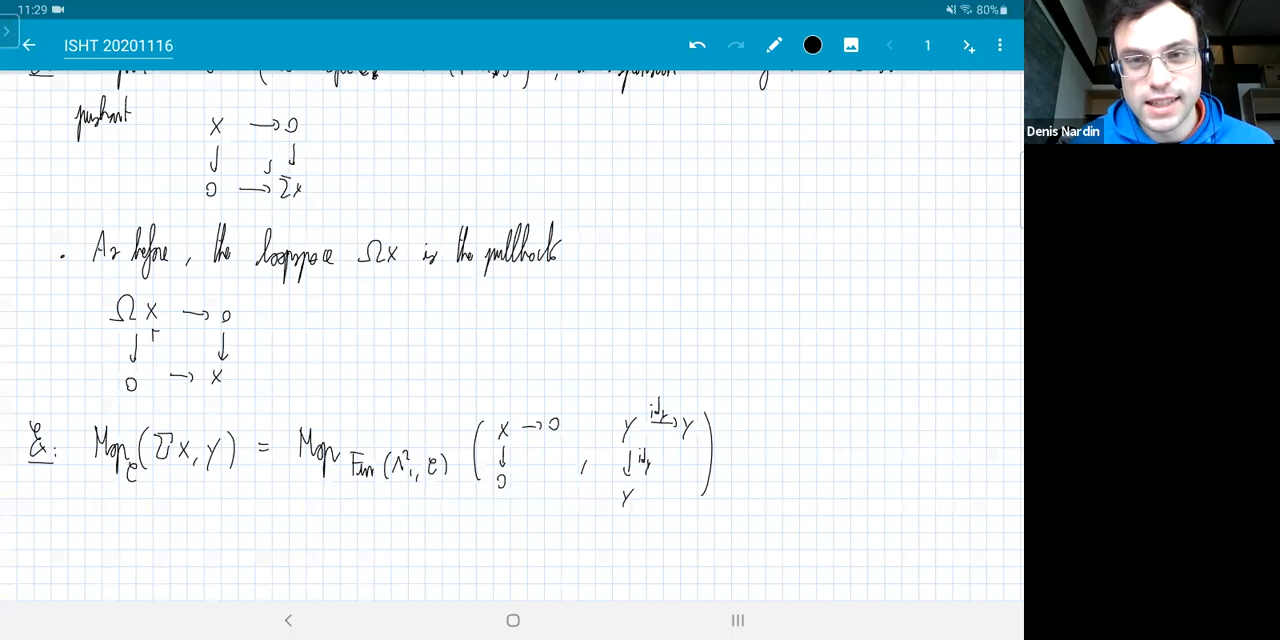 11:29 80%
ISHT 20201116 1
pushout
X → 0
↓ ↓
0 → ΣX
· As before, the loopspace ΩX is the pullback
ΩX → 0
↓ ↓
0 → X
Ex: Map_C(ΣX, Y) = Map_Fun(Λ², C) ( X → 0 ↓ 0 , Y id_Y→ Y ↓ id_Y Y )
Denis Nardin